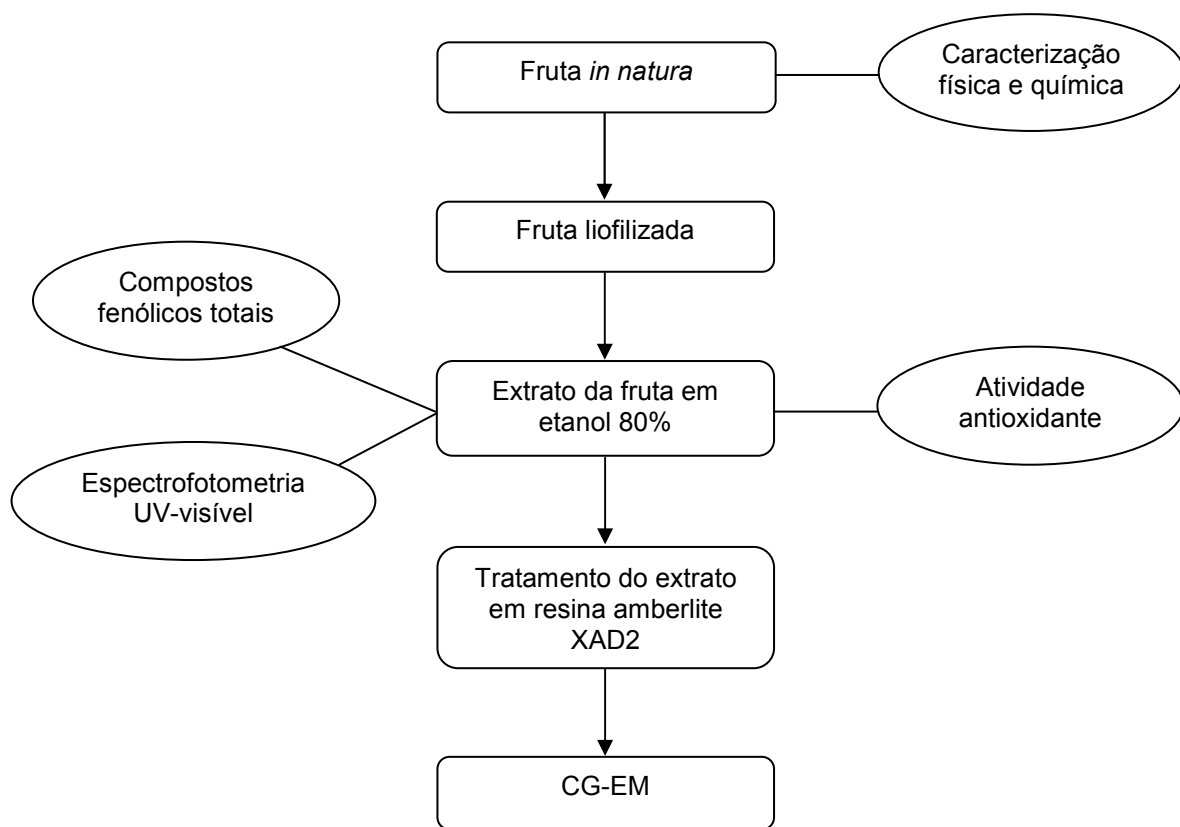 Fruta in natura
Caracterização
física e química
Fruta liofilizada
Compostos
fenólicos totais
Extrato da fruta em
etanol 80%
Atividade
antioxidante
Espectrofotometria
UV-visível
Tratamento do extrato
em resina amberlite
XAD2
CG-EM